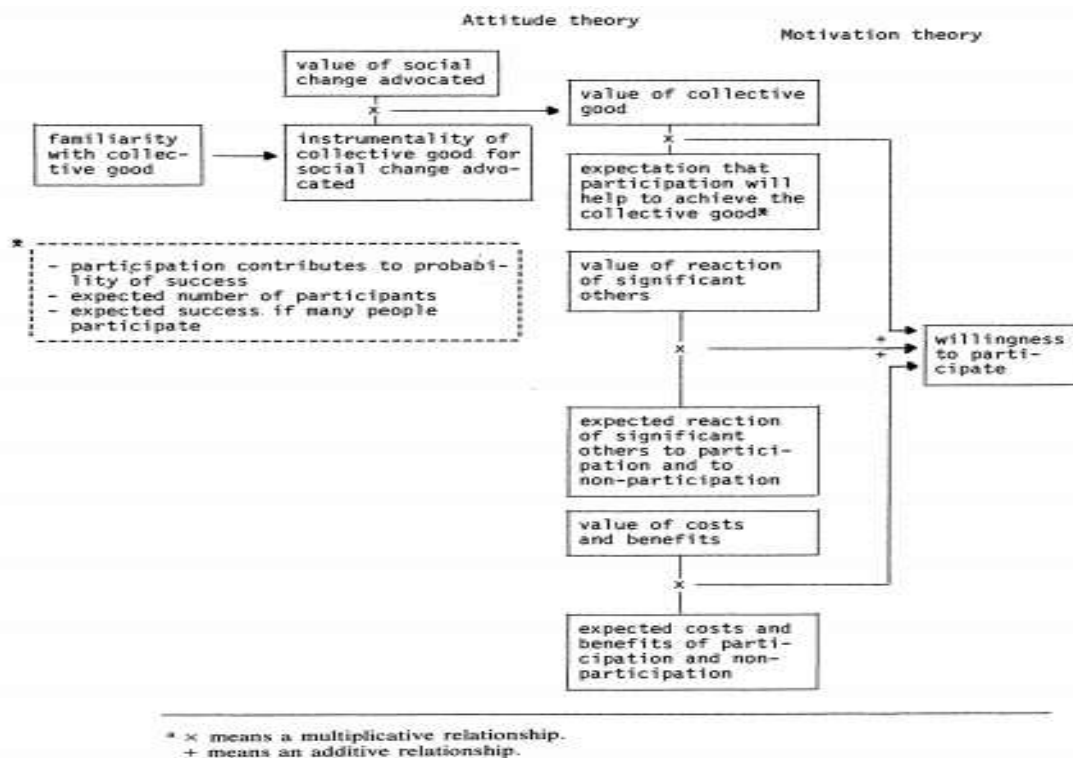 Attitude theory
Motivation theory
value of social
change advocated
x
value of collective
good
familiarity
with collec-
tive good
instrumentality of
collective good for
social change advo-
cated
x
expectation that
participation will
help to achieve the
collective good*
*
- participation contributes to probabi-
lity of success
- expected number of participants
- expected success if many people
participate
value of reaction
of significant
others
x
+
+
willingness
to parti-
cipate
expected reaction
of significant
others to partici-
pation and to
non-participation
value of costs
and benefits
x
expected costs and
benefits of parti-
cipation and non-
participation
* × means a multiplicative relationship.
+ means an additive relationship.